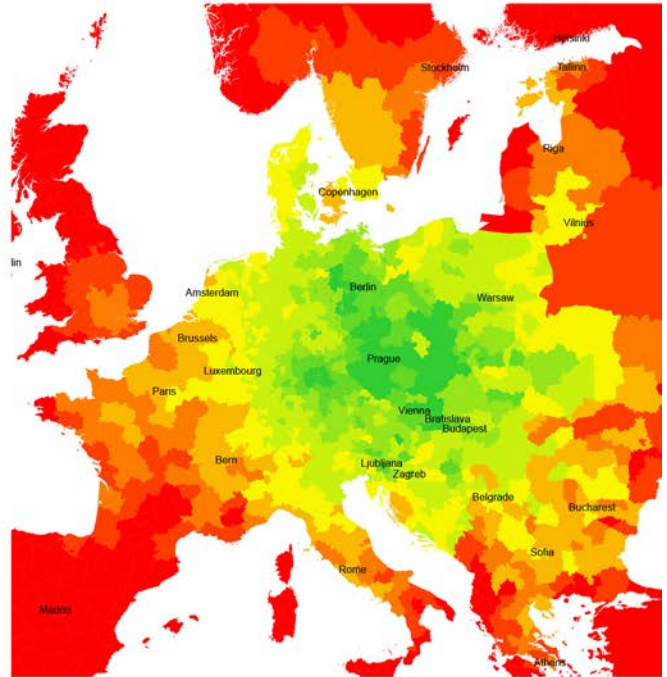 Helsinki
Stockholm
Tallinn
Riga
Copenhagen
Vilnius
lin
Berlin
Amsterdam
Warsaw
Brussels
Prague
Luxembourg
Paris
Vienna
Bratislava
Budapest
Bern
Ljubljana
Zagreb
Belgrade
Bucharest
Sofia
Rome
Madrid
Athens